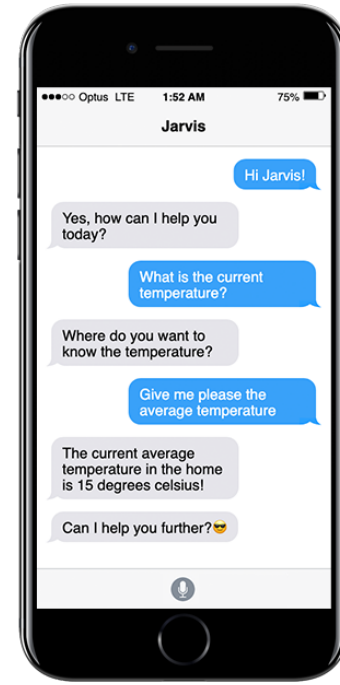 Optus LTE 1:52 AM 75%
Jarvis
Hi Jarvis!
Yes, how can I help you
today?
What is the current
temperature?
Where do you want to
know the temperature?
Give me please the
average temperature
The current average
temperature in the home
is 15 degrees celsius!
Can I help you further?😎